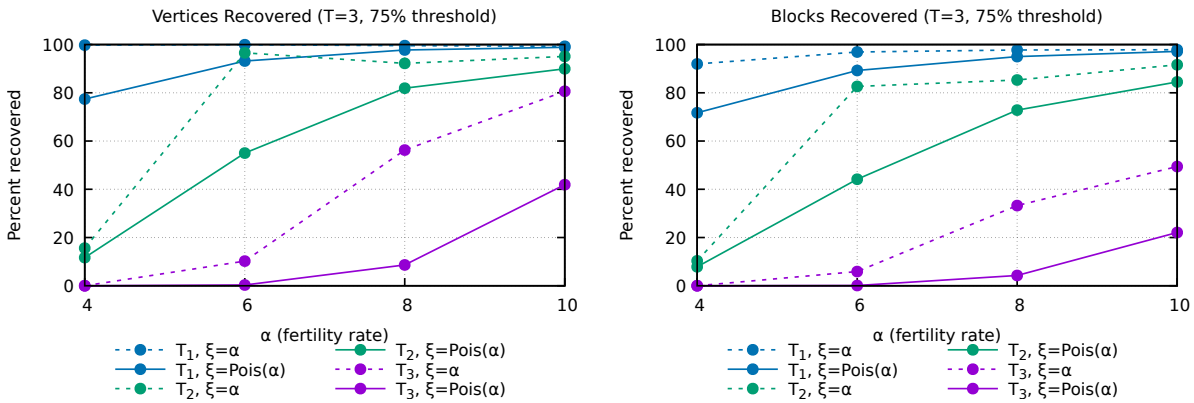 Vertices Recovered (T=3, 75% threshold)
Percent recovered
100
80
60
40
20
0
4 6 8 10
α (fertility rate)
T₁, ξ=α
T₁, ξ=Pois(α)
T₂, ξ=α
T₂, ξ=Pois(α)
T₃, ξ=α
T₃, ξ=Pois(α)
Blocks Recovered (T=3, 75% threshold)
Percent recovered
100
80
60
40
20
0
4 6 8 10
α (fertility rate)
T₁, ξ=α
T₁, ξ=Pois(α)
T₂, ξ=α
T₂, ξ=Pois(α)
T₃, ξ=α
T₃, ξ=Pois(α)